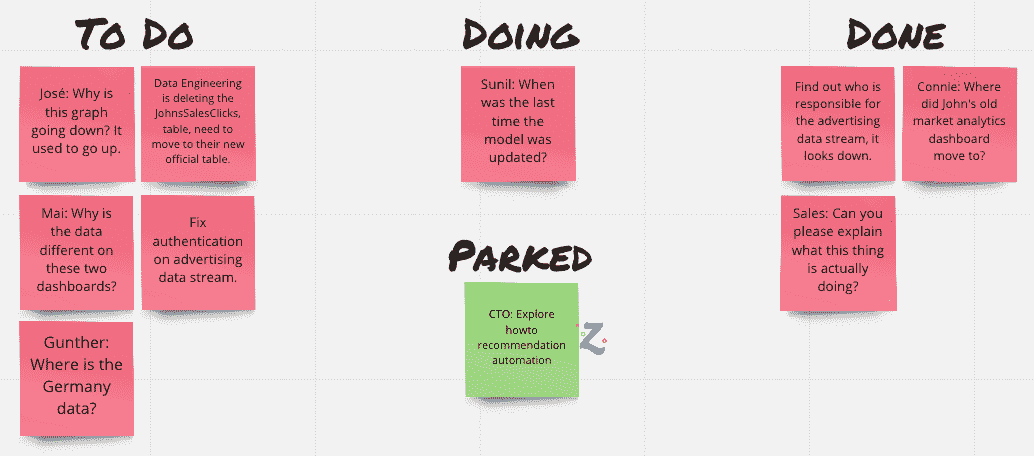 To Do
José: Why is
this graph
going down? It
used to go up.
Data Engineering
is deleting the
JohnsSalesClicks,
table, need to
move to their new
official table.
Mai: Why is
the data
different on
these two
dashboards?
Fix
authentication
on advertising
data stream.
Gunther:
Where is the
Germany
data?
Doing
Sunil: When
was the last
time the
model was
updated?
Parked
CTO: Explore
howto
recommendation
automation
Z
Done
Find out who is
responsible for
the advertising
data stream, it
looks down.
Connie: Where
did John's old
market analytics
dashboard
move to?
Sales: Can you
please explain
what this thing
is actually
doing?